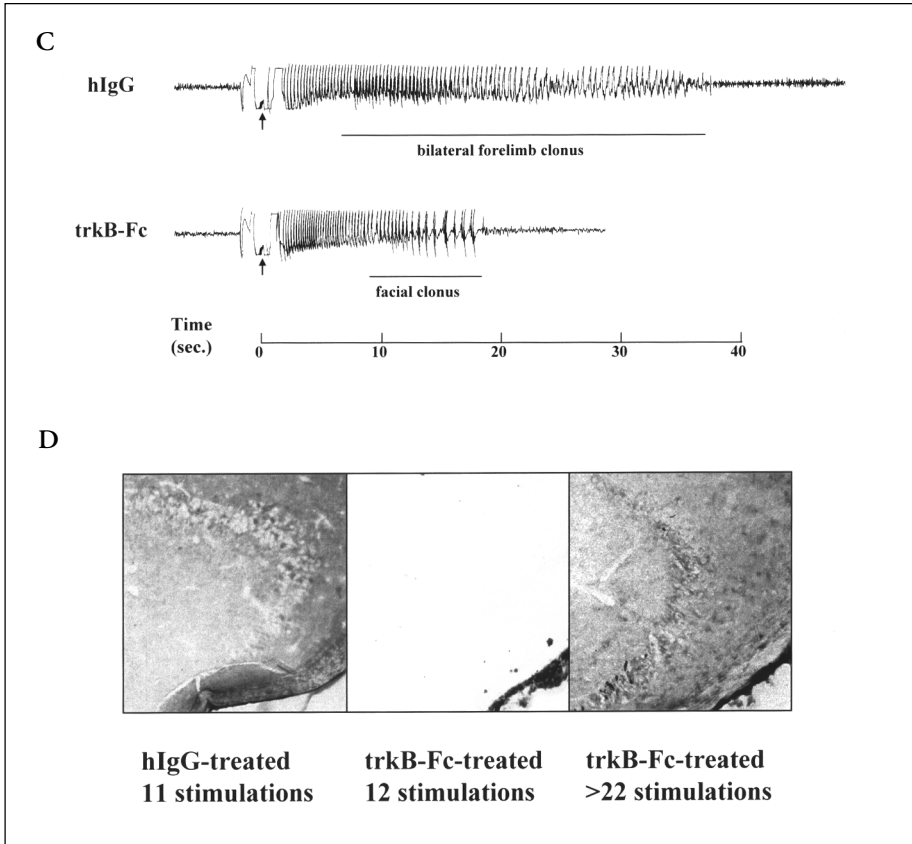 C
hIgG
bilateral forelimb clonus
trkB-Fc
facial clonus
Time
(sec.)
0 10 20 30 40
D
hIgG-treated trkB-Fc-treated trkB-Fc-treated
11 stimulations 12 stimulations >22 stimulations